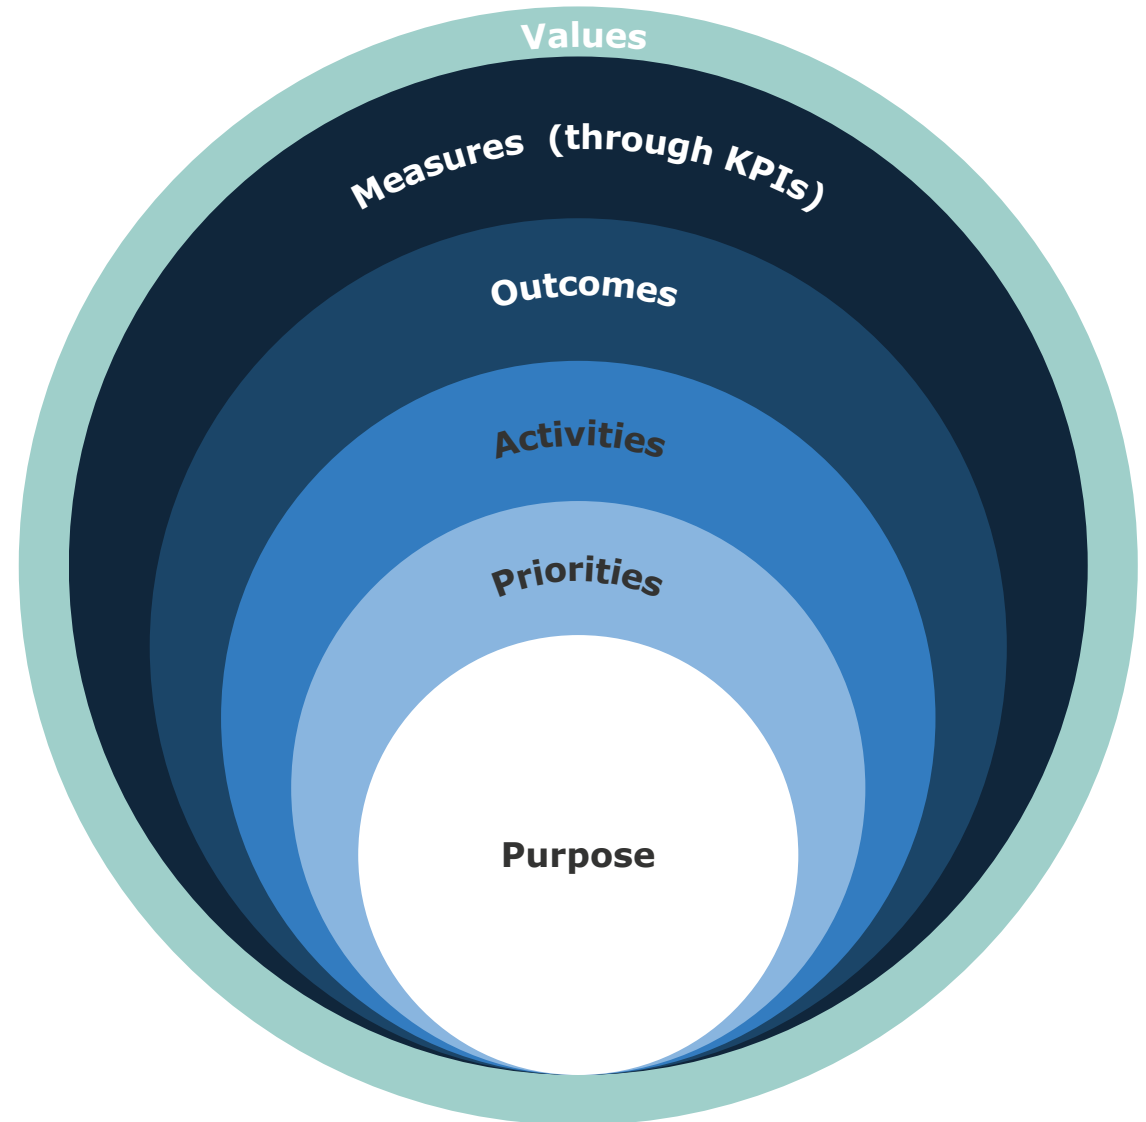 Values
Measures  (through KPIs)
Outcomes
Activities
Priorities
Purpose